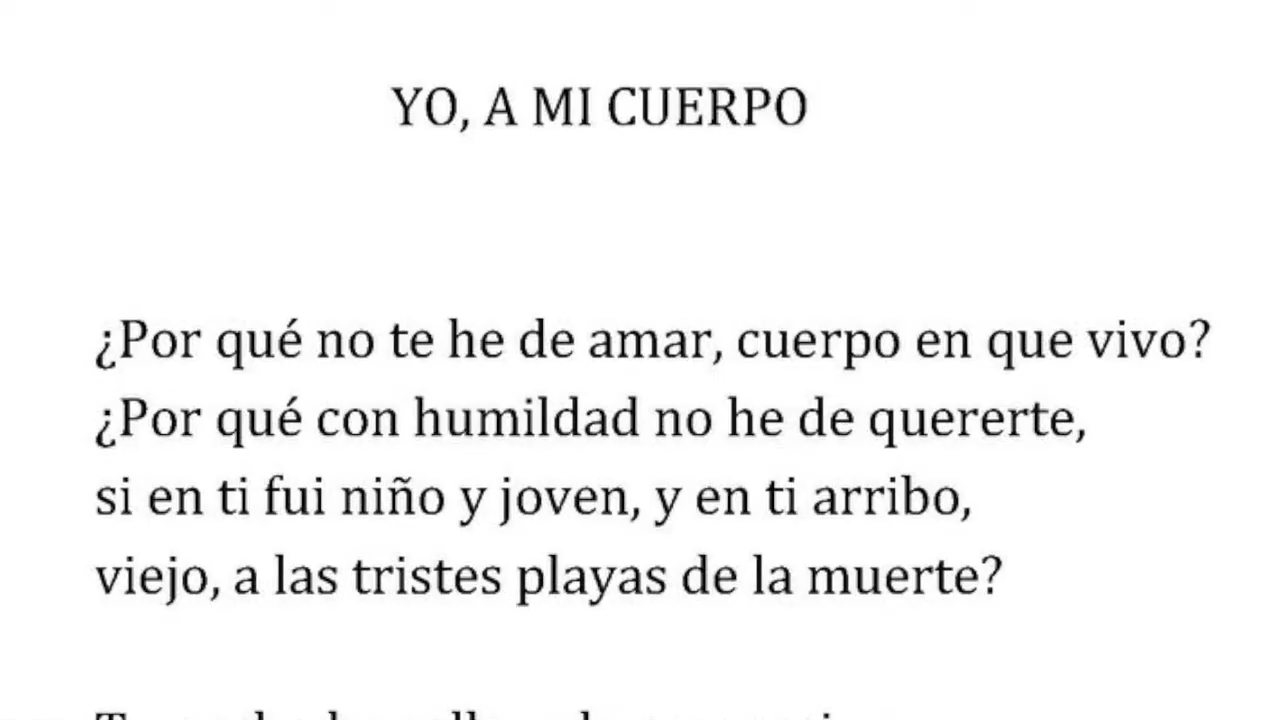 YO, A MI CUERPO
¿Por qué no te he de amar, cuerpo en que vivo?
¿Por qué con humildad no he de quererte,
si en ti fui niño y joven, y en ti arribo,
viejo, a las tristes playas de la muerte?